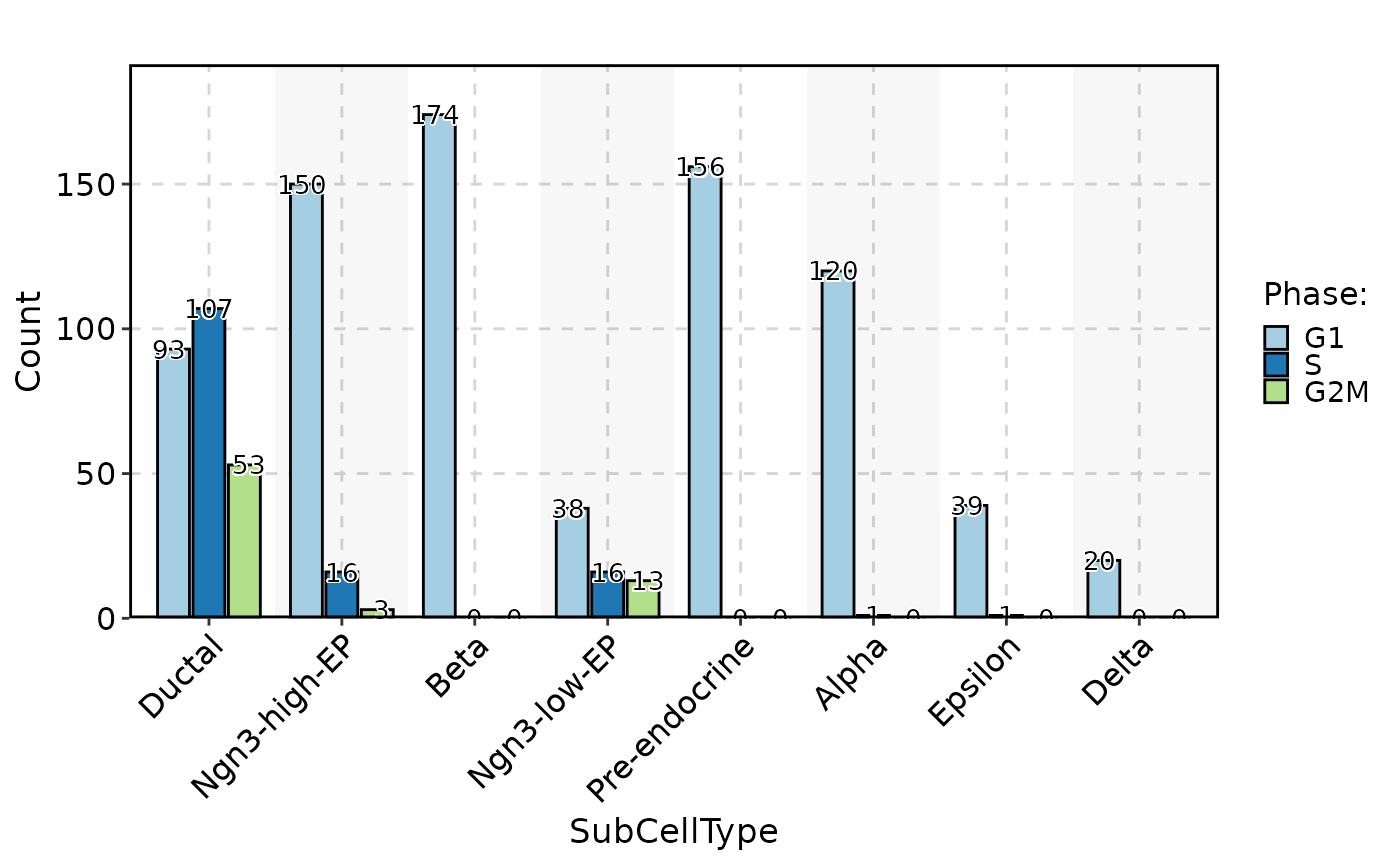 Count
150
100
50
0
93
107
53
150
16
3
174
0
0
38
16
13
156
0
0
120
1
0
39
1
0
20
0
0
Ductal
Ngn3-high-EP
Beta
Ngn3-low-EP
Pre-endocrine
Alpha
Epsilon
Delta
SubCellType
Phase:
G1
S
G2M